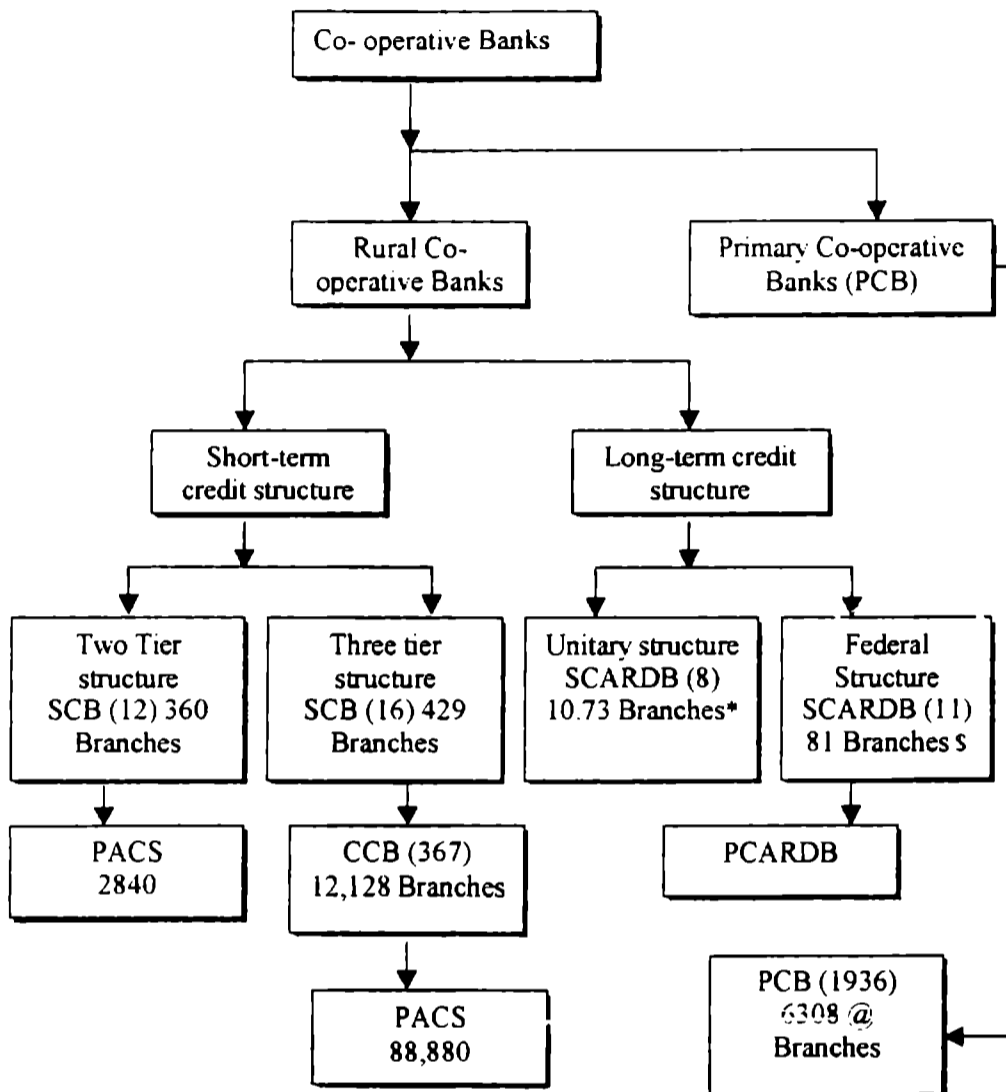 Co- operative Banks
Rural Co-
operative Banks
Primary Co-operative
Banks (PCB)
Short-term
credit structure
Long-term credit
structure
Two Tier
structure
SCB (12) 360
Branches
Three tier
structure
SCB (16) 429
Branches
Unitary structure
SCARDB (8)
10.73 Branches*
Federal
Structure
SCARDB (11)
81 Branches $
PACS
2840
CCB (367)
12,128 Branches
PCARDB
PACS
88,880
PCB (1936)
6308 @
Branches